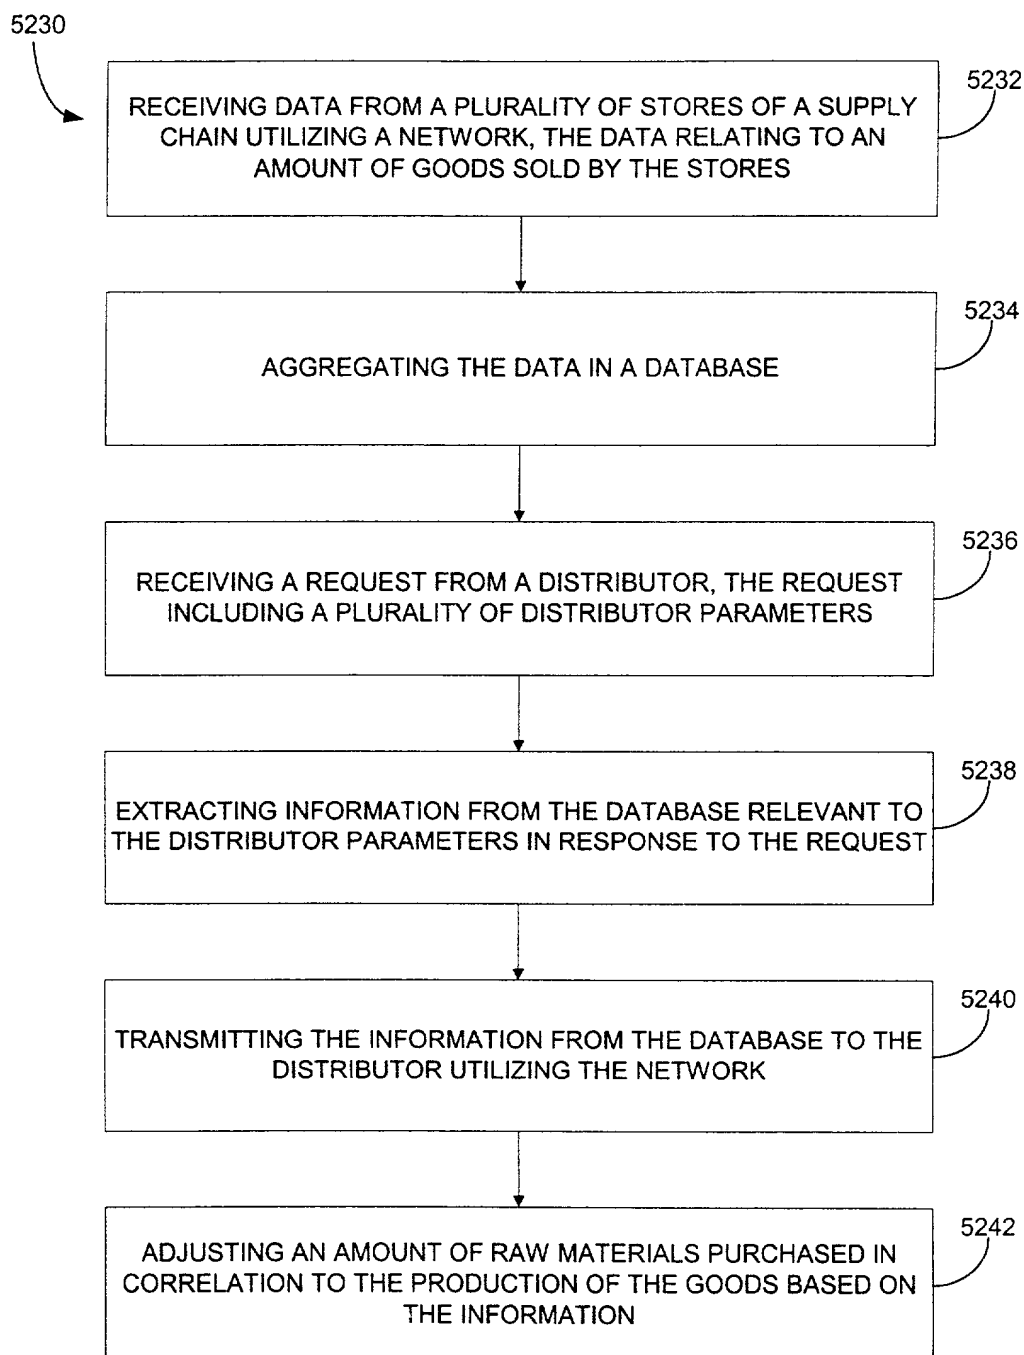 5230
5232
RECEIVING DATA FROM A PLURALITY OF STORES OF A SUPPLY
CHAIN UTILIZING A NETWORK, THE DATA RELATING TO AN
AMOUNT OF GOODS SOLD BY THE STORES
5234
AGGREGATING THE DATA IN A DATABASE
5236
RECEIVING A REQUEST FROM A DISTRIBUTOR, THE REQUEST
INCLUDING A PLURALITY OF DISTRIBUTOR PARAMETERS
5238
EXTRACTING INFORMATION FROM THE DATABASE RELEVANT TO
THE DISTRIBUTOR PARAMETERS IN RESPONSE TO THE REQUEST
5240
TRANSMITTING THE INFORMATION FROM THE DATABASE TO THE
DISTRIBUTOR UTILIZING THE NETWORK
5242
ADJUSTING AN AMOUNT OF RAW MATERIALS PURCHASED IN
CORRELATION TO THE PRODUCTION OF THE GOODS BASED ON
THE INFORMATION